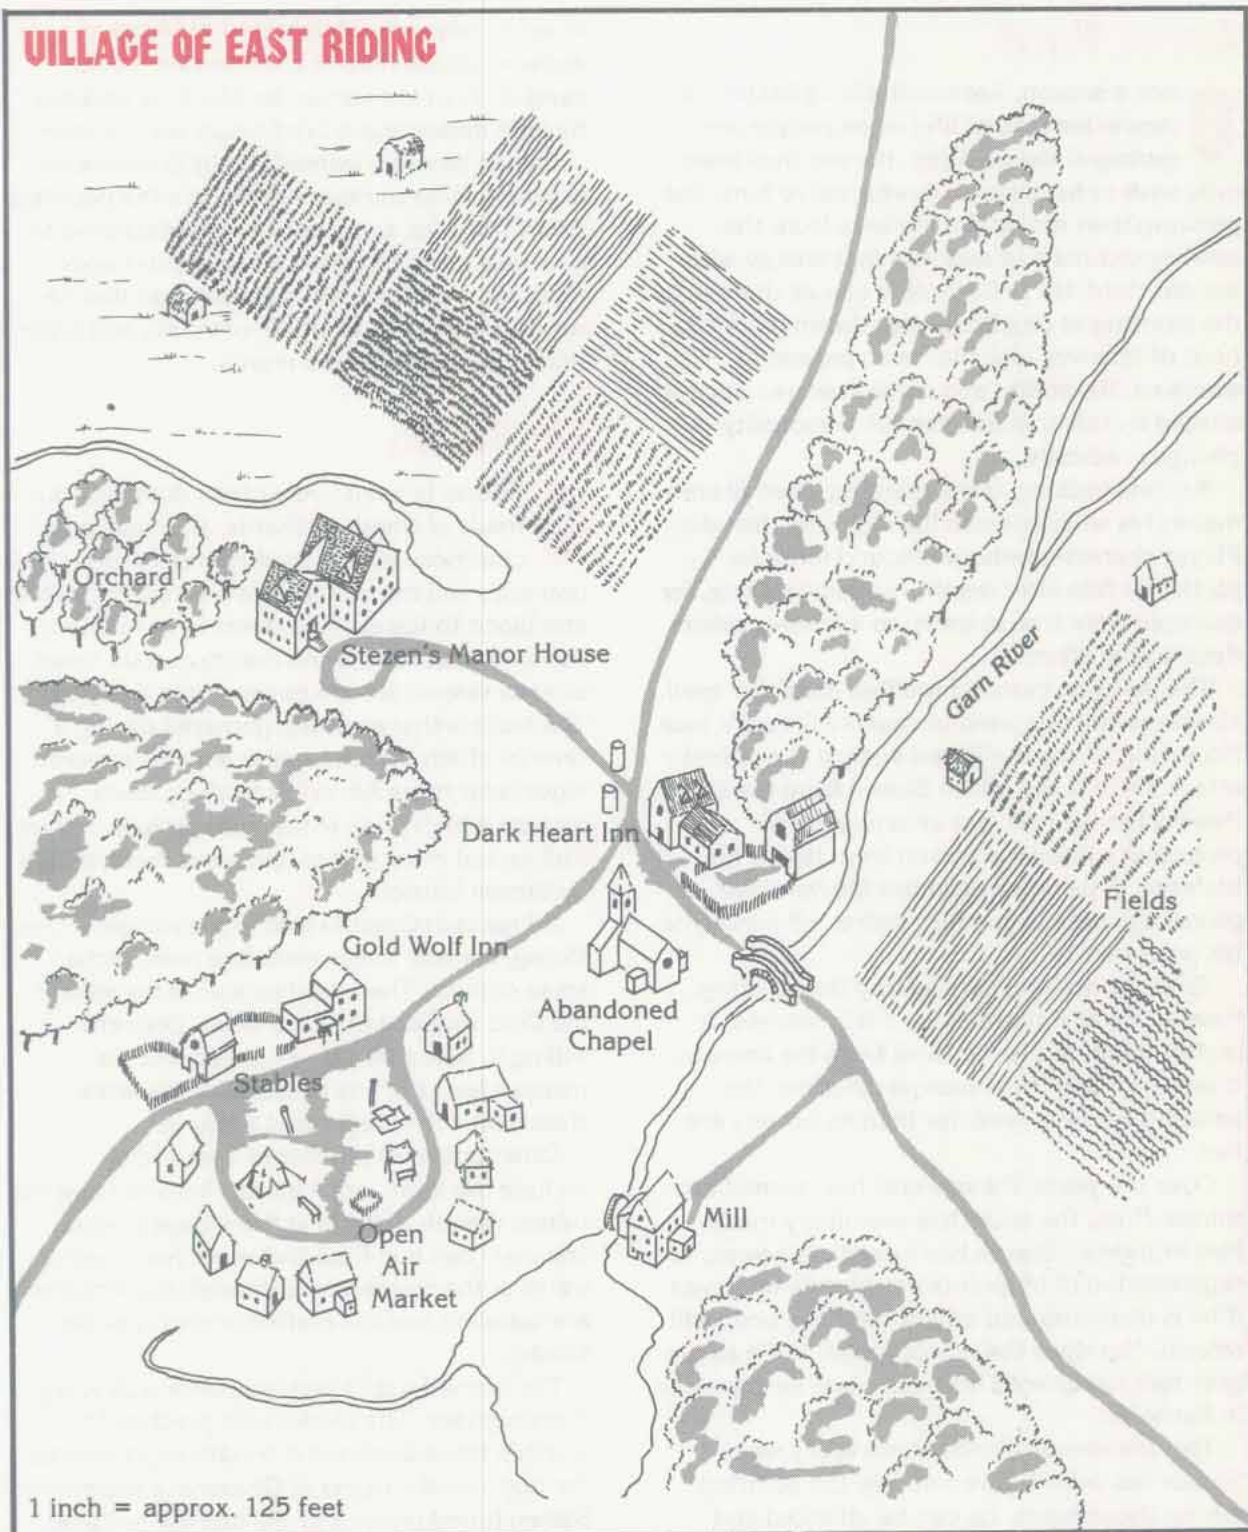 VILLAGE OF EAST RIDING
Orchard
Stezen's Manor House
Garn River
Dark Heart Inn
Fields
Gold Wolf Inn
Abandoned
Chapel
Stables
Mill
Open
Air
Market
1 inch = approx. 125 feet